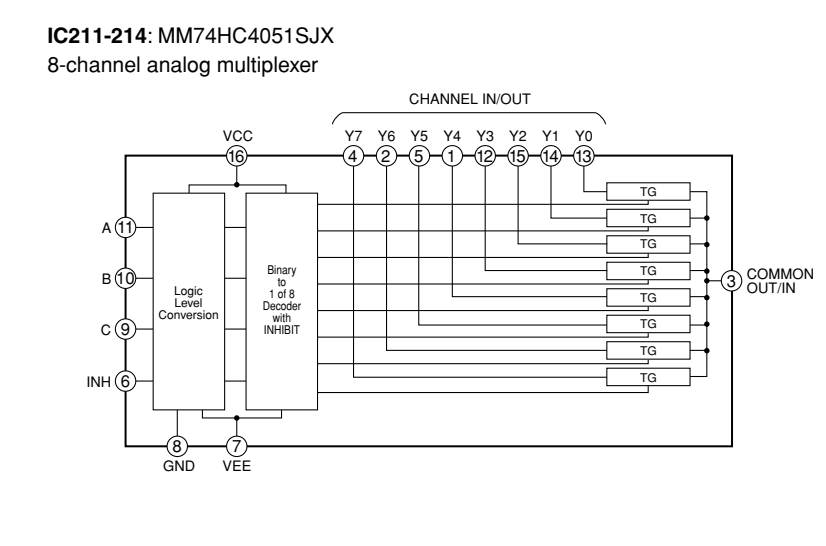 IC211-214: MM74HC4051SJX
8-channel analog multiplexer
CHANNEL IN/OUT
VCC Y7 Y6 Y5 Y4 Y3 Y2 Y1 Y0
16 4 2 5 1 12 15 14 13
TG
A 11
TG
TG
B 10
Logic
Level
Conversion
Binary
to
1 of 8
Decoder
with
INHIBIT
TG
3 COMMON
OUT/IN
TG
C 9
TG
TG
INH 6
TG
8 7
GND VEE